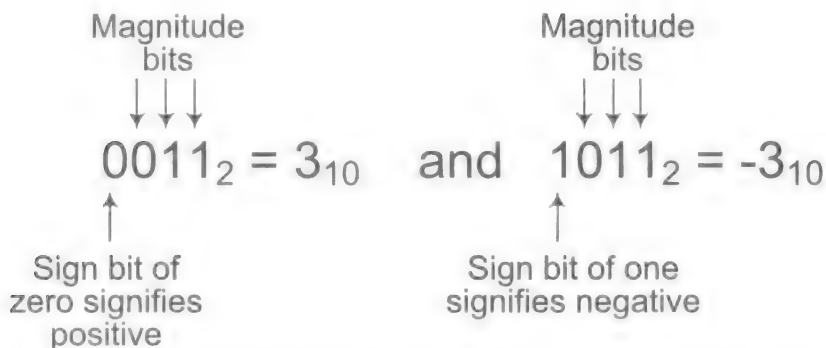 Magnitude
bits
Magnitude
bits
0011₂ = 3₁₀ and 1011₂ = -3₁₀
Sign bit of
zero signifies
positive
Sign bit of one
signifies negative